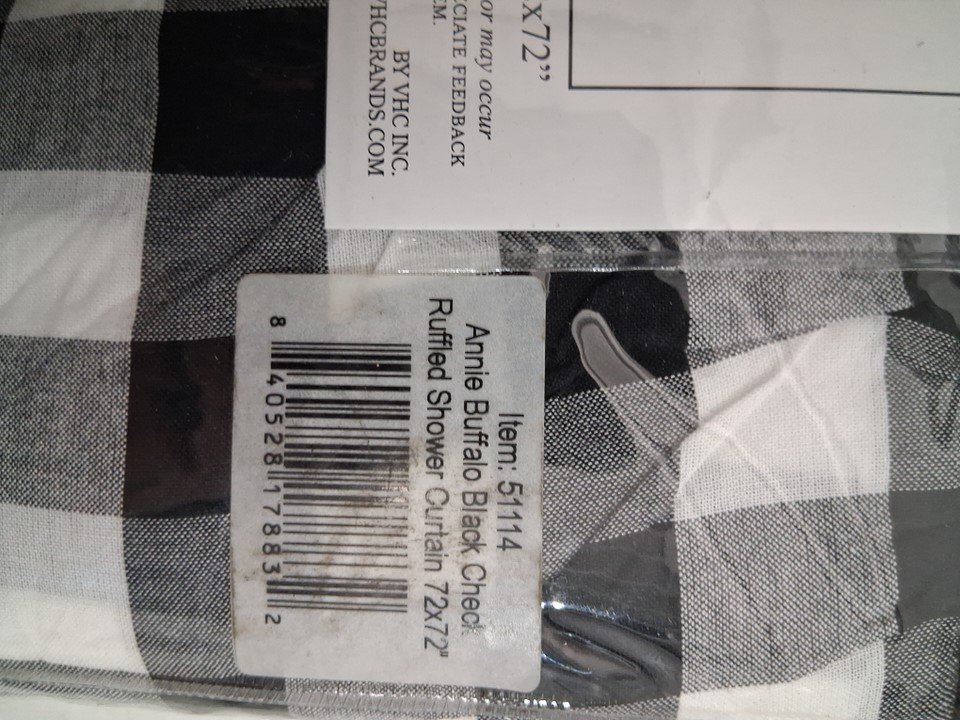 x72”
or may occur
CIATE FEEDBACK
EM.
BY VHC INC.
VHCBRANDS.COM
Item: 51114
Annie Buffalo Black Check
Ruffled Shower Curtain 72x72"
8 40528 17883 2